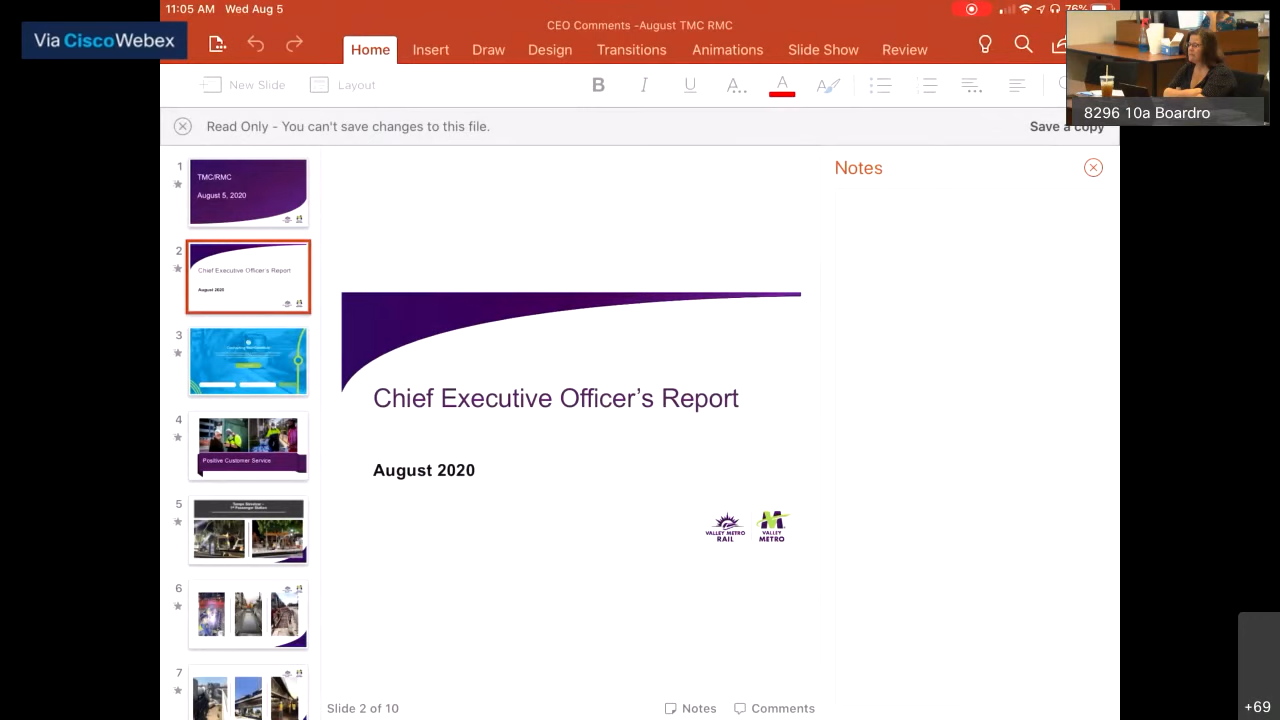 11:05 AM Wed Aug 5
76%
Via CiscoWebex
CEO Comments -August TMC RMC
Home Insert Draw Design Transitions Animations Slide Show Review
New Slide Layout B I U A.. A
8296 10a Boardro
Read Only - You can't save changes to this file.
Save a copy
1
TMC/RMC
August 5, 2020
2
Chief Executive Officer's Report
August 2020
3
4
Positive Customer Service
5
6
7
Chief Executive Officer's Report
August 2020
VALLEY METRO
RAIL
VALLEY
METRO
Notes
Slide 2 of 10
Notes Comments
+69